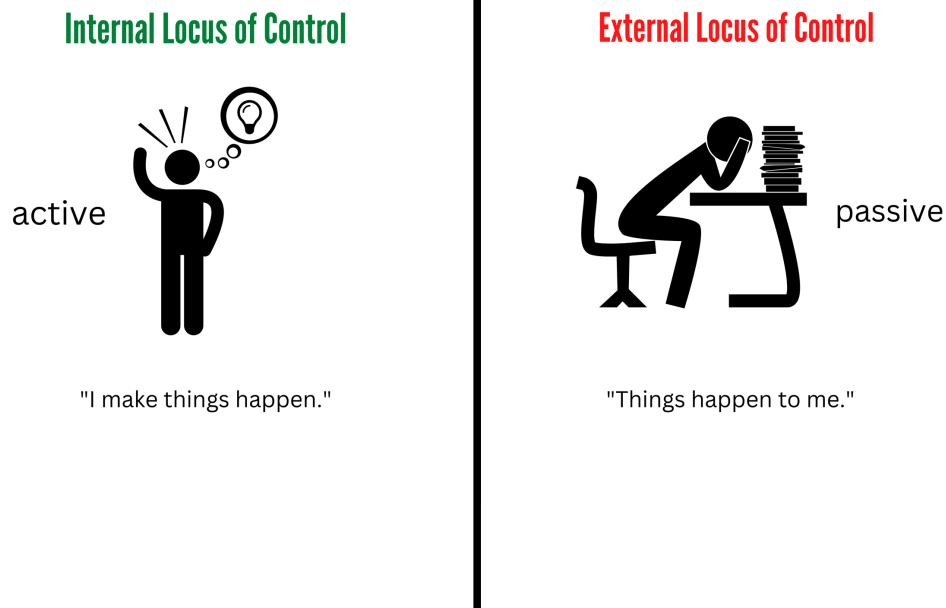 Internal Locus of Control
active
"I make things happen."
External Locus of Control
passive
"Things happen to me."